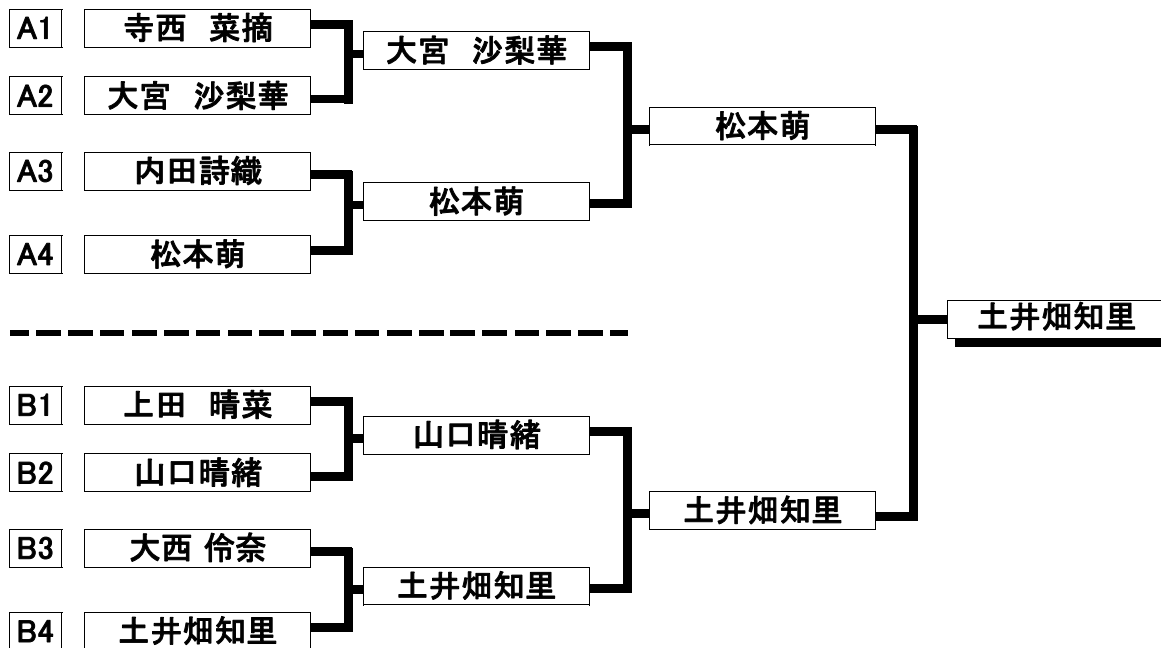 A1 寺西　菜摘
大宮　沙梨華
A2 大宮　沙梨華
松本萌
A3 内田詩織
松本萌
A4 松本萌
土井畑知里
B1 上田　晴菜
山口晴緒
B2 山口晴緒
土井畑知里
B3 大西 伶奈
土井畑知里
B4 土井畑知里